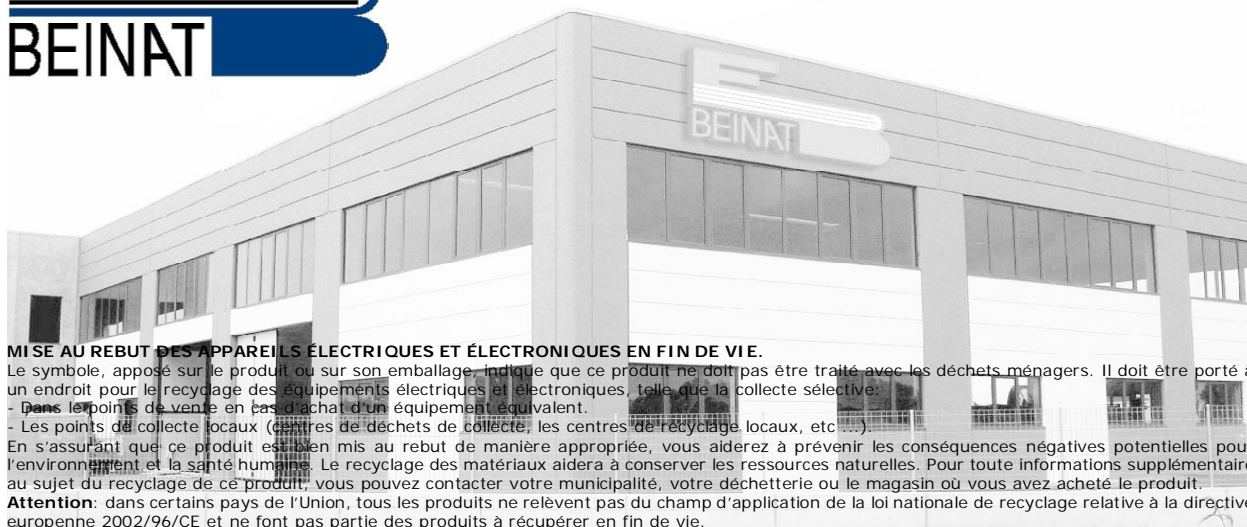 BEINAT
BEINAT
MISE AU REBUT DES APPAREILS ÉLECTRIQUES ET ÉLECTRONIQUES EN FIN DE VIE.
Le symbole, apposé sur le produit ou sur son emballage, indique que ce produit ne doit pas être traité avec les déchets ménagers. Il doit être porté à
un endroit pour le recyclage des équipements électriques et électroniques, telle que la collecte sélective:
- Dans le points de vente en cas d'achat d'un équipement équivalent.
- Les points de collecte locaux (centres de déchets de collecte, les centres de recyclage locaux, etc ...).
En s'assurant que ce produit est bien mis au rebut de manière appropriée, vous aiderez à prévenir les conséquences négatives potentielles pour
l'environnement et la santé humaine. Le recyclage des matériaux aidera à conserver les ressources naturelles. Pour toute informations supplémentaire
au sujet du recyclage de ce produit, vous pouvez contacter votre municipalité, votre déchetterie ou le magasin où vous avez acheté le produit.
Attention: dans certains pays de l'Union, tous les produits ne relèvent pas du champ d'application de la loi nationale de recyclage relative à la directive
europenne 2002/96/CE et ne font pas partie des produits à récupérer en fin de vie.